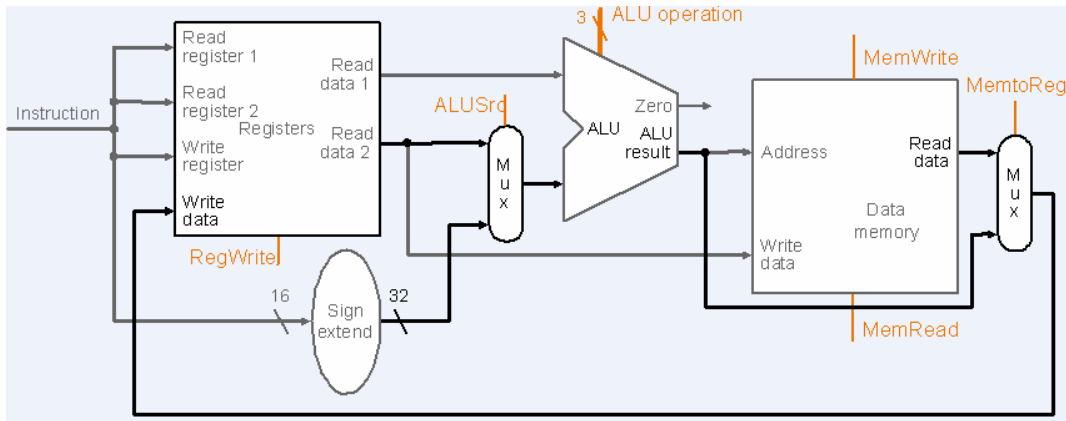 3
ALU operation
Read
register 1
Read
data 1
MemWrite
Read
register 2
Zero
ALUSrc
MemtoReg
Instruction
Registers
Read
data 2
ALU
ALU
result
Write
register
M
u
x
Address
Read
data
M
u
x
Write
data
Data
memory
RegWrite
Write
data
16
32
Sign
extend
MemRead